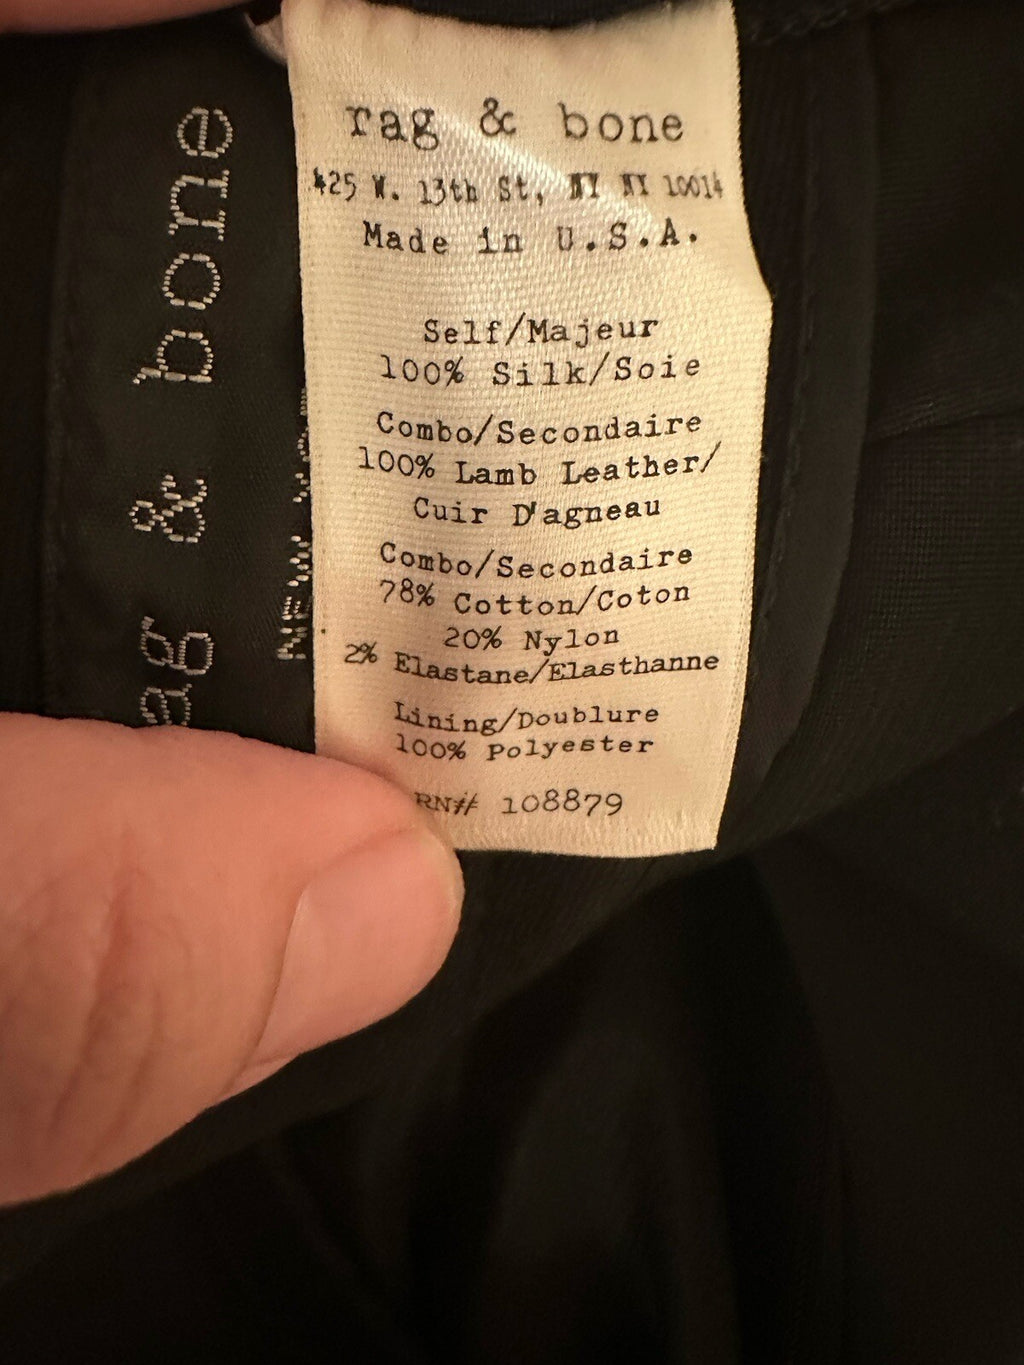 rag & bone
425 W. 13th St, NY NY 10014
Made in U.S.A.
Self/Majeur
100% Silk/Soie
Combo/Secondaire
100% Lamb Leather/
Cuir D'agneau
Combo/Secondaire
78% Cotton/Coton
20% Nylon
2% Elastane/Elasthanne
Lining/Doublure
100% Polyester
RN# 108879
ag & bone
NEW